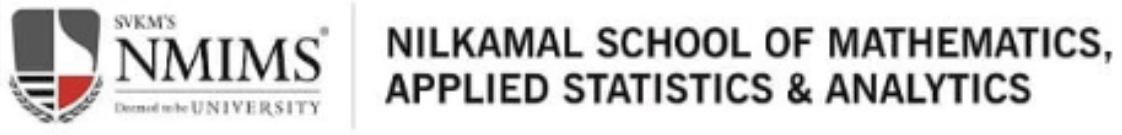 SVKM'S
NMIMS®
Deemed to be UNIVERSITY
NILKAMAL SCHOOL OF MATHEMATICS,
APPLIED STATISTICS & ANALYTICS